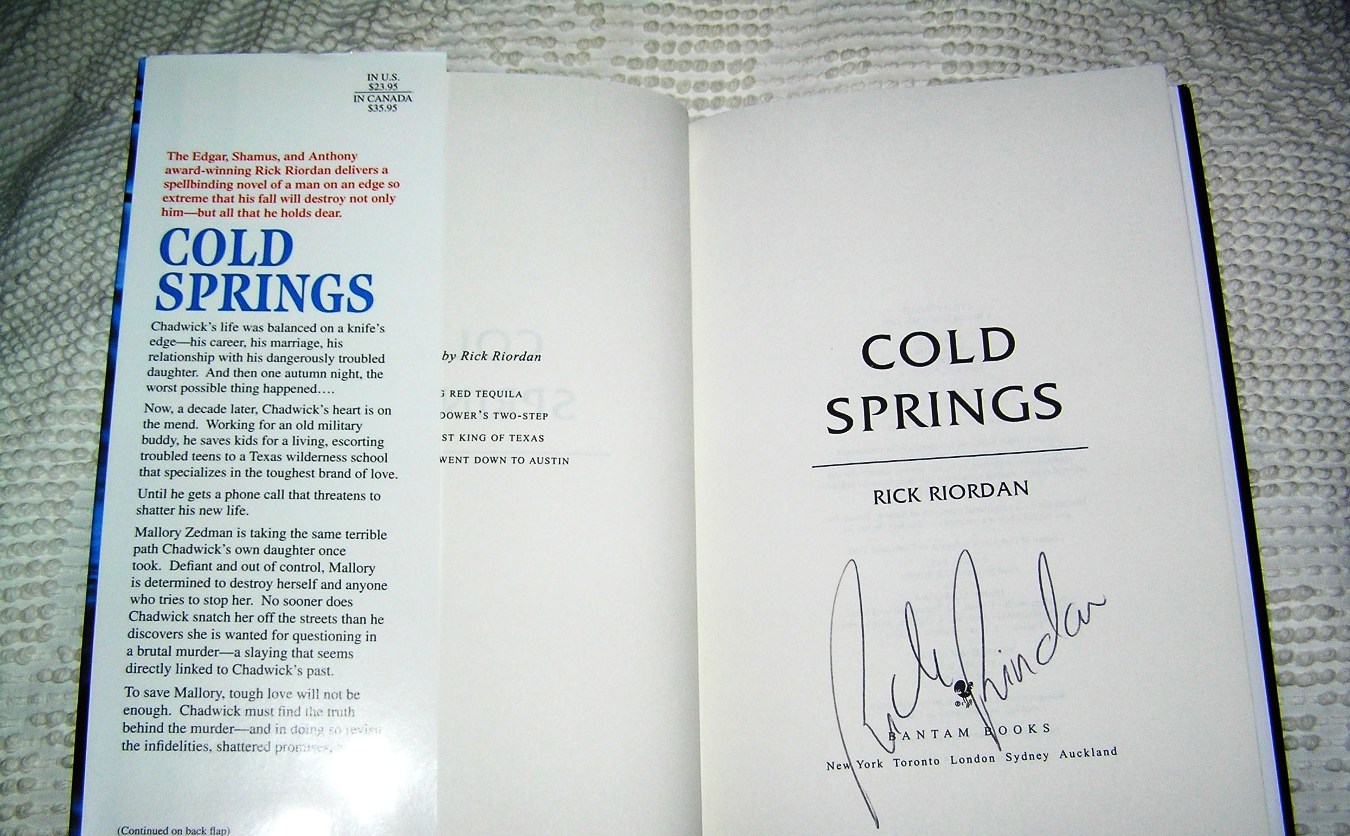 IN U.S.
$23.95
IN CANADA
$35.95
The Edgar, Shamus, and Anthony
award-winning Rick Riordan delivers a
spellbinding novel of a man on an edge so
extreme that his fall will destroy not only
him—but all that he holds dear.
COLD
SPRINGS
Chadwick's life was balanced on a knife's
edge—his career, his marriage, his
relationship with his dangerously troubled
daughter. And then one autumn night, the
worst possible thing happened....
Now, a decade later, Chadwick's heart is on
the mend. Working for an old military
buddy, he saves kids for a living, escorting
troubled teens to a Texas wilderness school
that specializes in the toughest brand of love.
Until he gets a phone call that threatens to
shatter his new life.
Mallory Zedman is taking the same terrible
path Chadwick's own daughter once
took. Defiant and out of control, Mallory
is determined to destroy herself and anyone
who tries to stop her. No sooner does
Chadwick snatch her off the streets than he
discovers she is wanted for questioning in
a brutal murder—a slaying that seems
directly linked to Chadwick's past.
To save Mallory, tough love will not be
enough. Chadwick must find the truth
behind the murder—and in doing so revisit
the infidelities, shattered promises,
(Continued on back flap)
by Rick Riordan
G RED TEQUILA
DOWER'S TWO-STEP
ST KING OF TEXAS
WENT DOWN TO AUSTIN
COLD
SPRINGS
RICK RIORDAN
Rick Riordan
BANTAM BOOKS
New York Toronto London Sydney Auckland